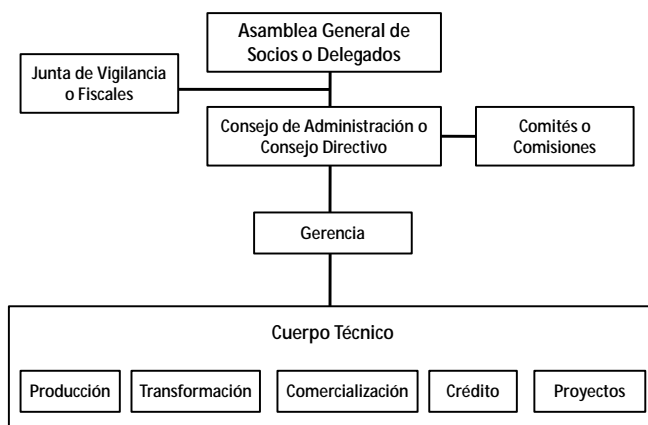 Asamblea General de
Socios o Delegados
Junta de Vigilancia
o Fiscales
Consejo de Administración o
Consejo Directivo
Comités o
Comisiones
Gerencia
Cuerpo Técnico
Producción
Transformación
Comercialización
Crédito
Proyectos